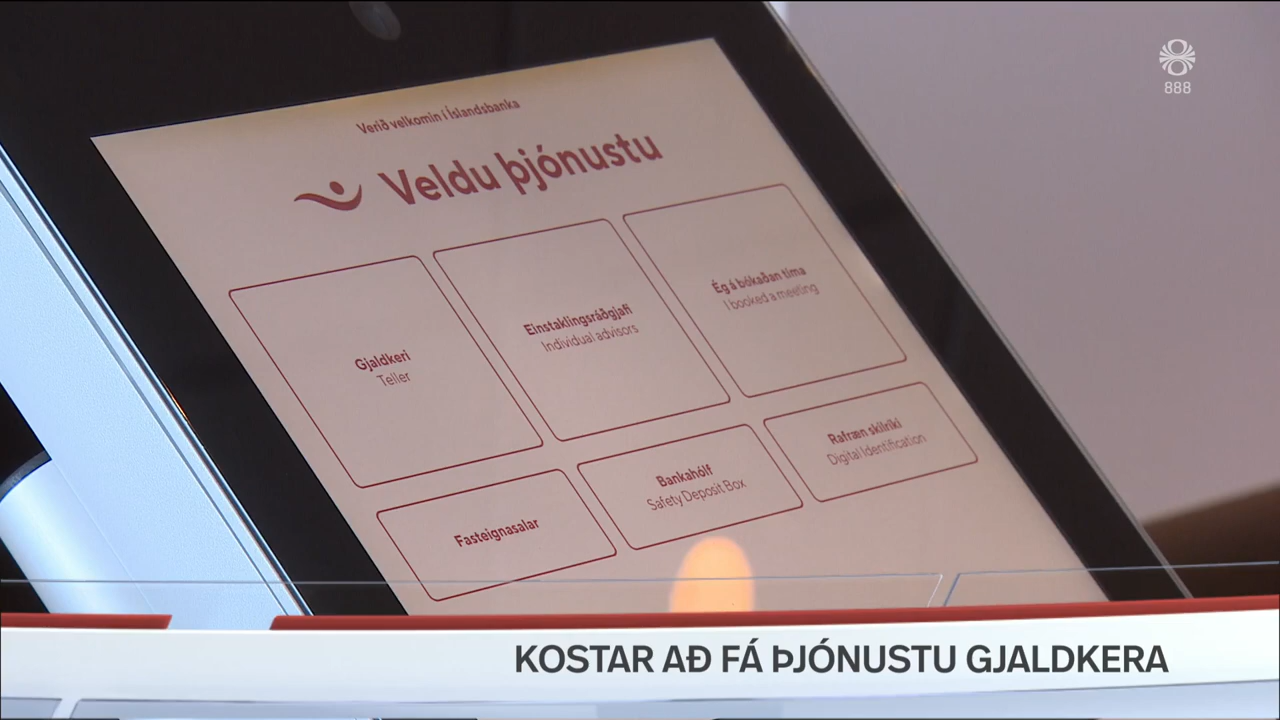 888
Verið velkomin í Íslandsbanka
Veldu þjónustu
Gjaldkeri
Teller
Einstaklingsráðgjafi
Individual advisors
Ég á bókaðan tíma
I booked a meeting
Fasteignasalar
Bankahólf
Safety Deposit Box
Rafræn skilríki
Digital Identification
KOSTAR AÐ FÁ ÞJÓNUSTU GJALDKERA